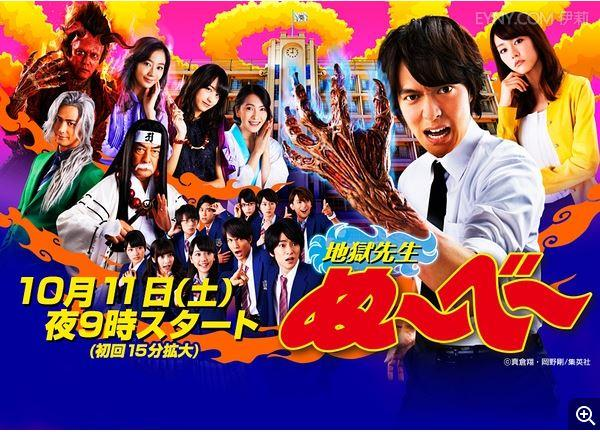 EYNY.COM 伊莉
地獄先生
ぬ〜べ〜
10月11日(土)
夜9時スタート
(初回15分拡大)
©真倉翔・岡野剛/集英社